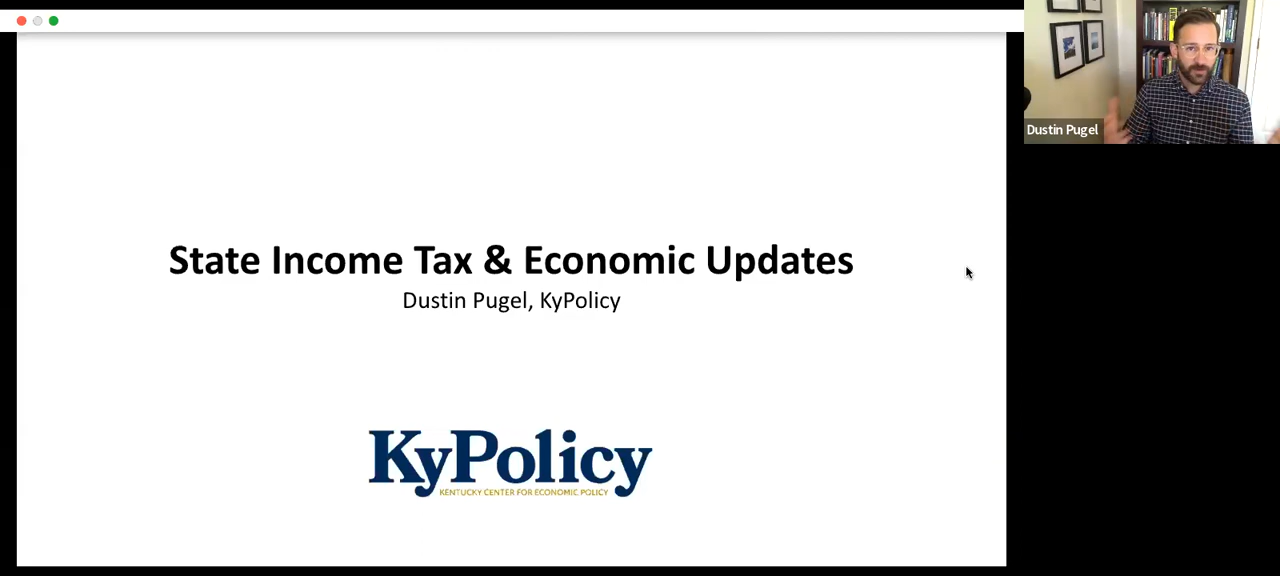 State Income Tax & Economic Updates
Dustin Pugel, KyPolicy
KyPolicy
KENTUCKY CENTER FOR ECONOMIC POLICY
Dustin Pugel